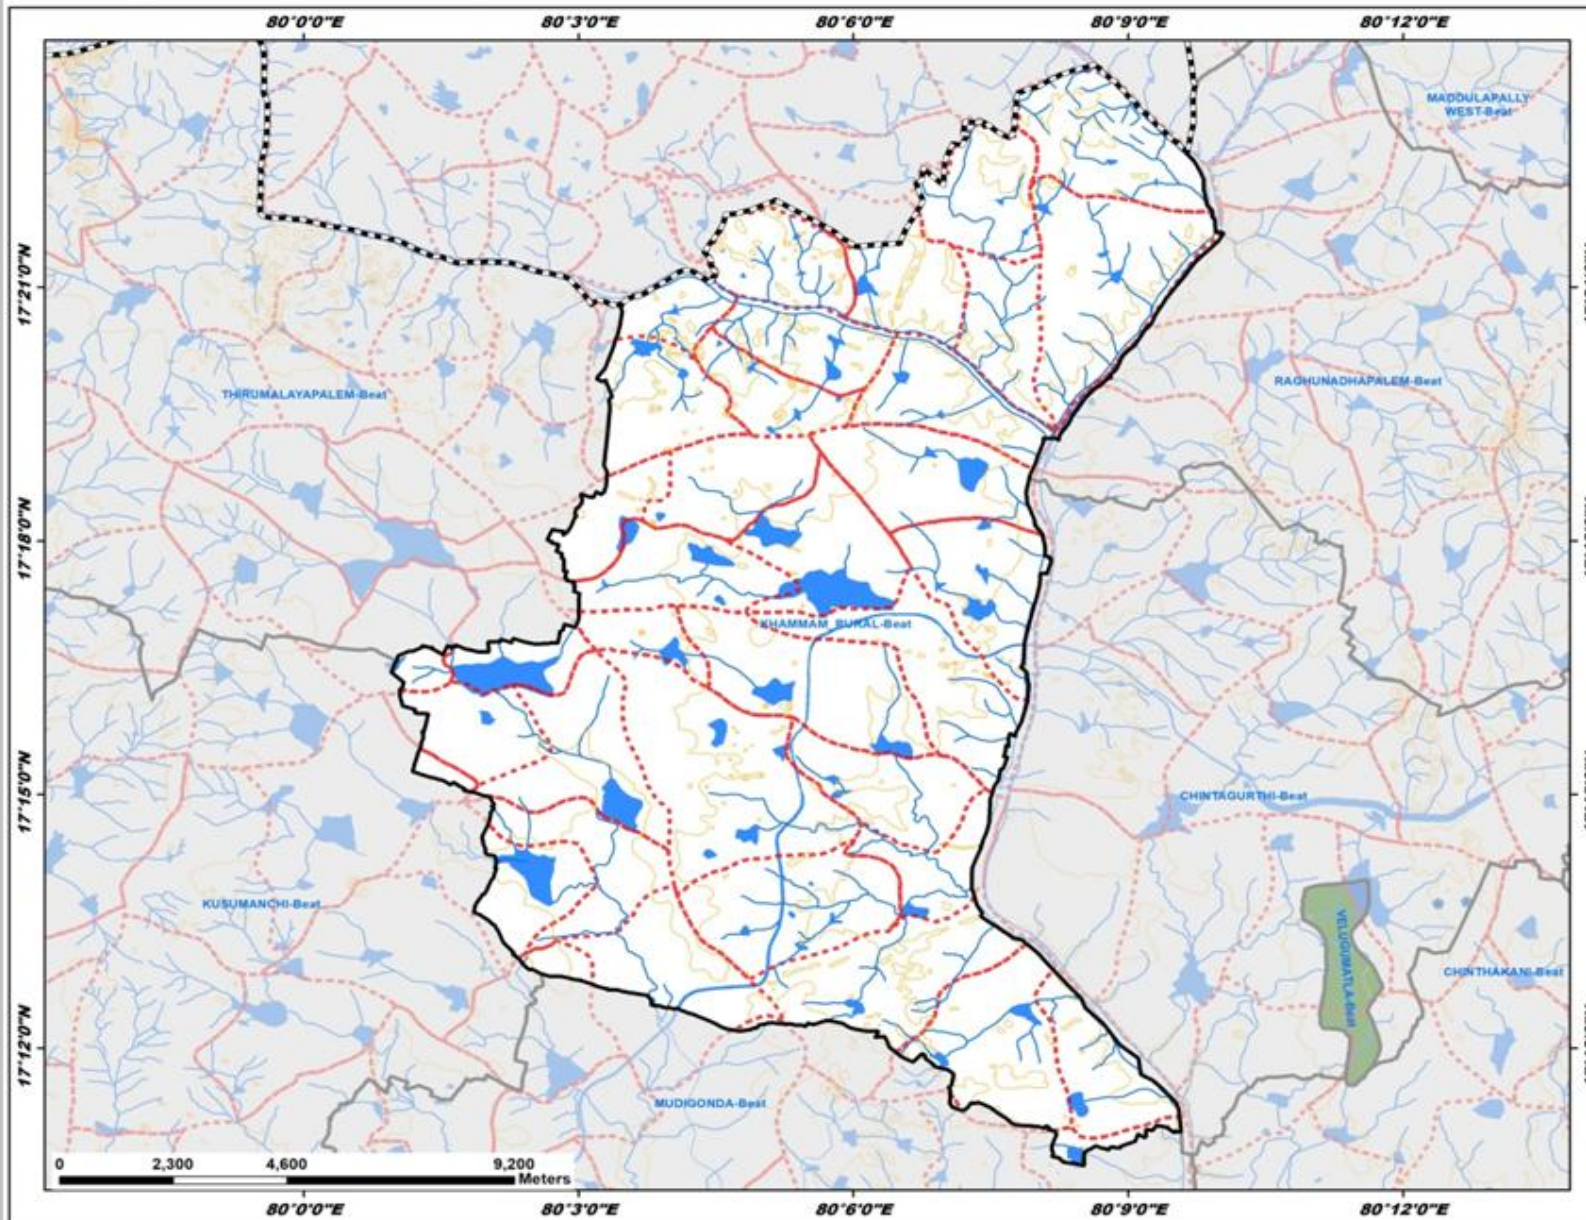 80°0'0"E 80°3'0"E 80°6'0"E 80°9'0"E 80°12'0"E
MADDULAPALLY
WEST-Beat
17°21'0"N
THIRUMALAYAPALEM-Beat
RAGHUNADHAPALEM-Beat
17°18'0"N
KHAMMAM_RURAL-Beat
17°15'0"N
CHINTAGURTHI-Beat
KUSUMANCHI-Beat
VELUGUMATLA-Beat
CHINTHAKANI-Beat
17°12'0"N
MUDIGONDA-Beat
0 2,300 4,600 9,200
Meters
80°0'0"E 80°3'0"E 80°6'0"E 80°9'0"E 80°12'0"E